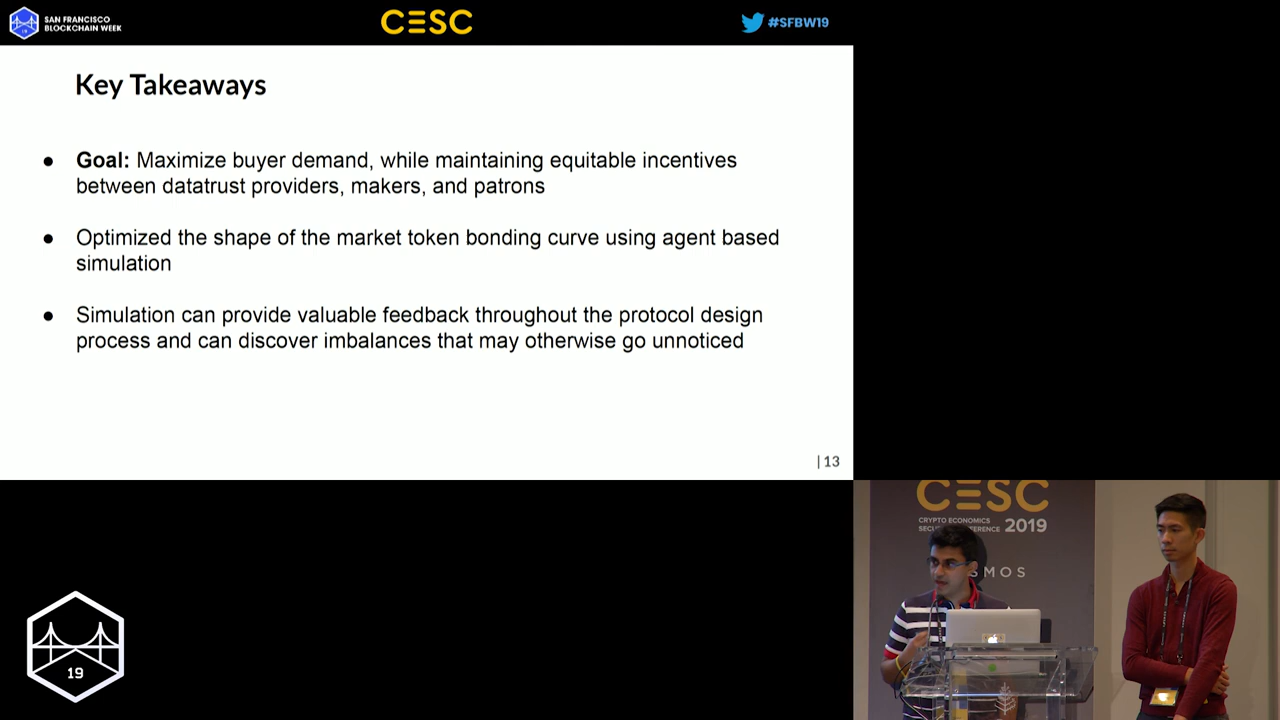 SAN FRANCISCO
BLOCKCHAIN WEEK
19
CESC
#SFBW19
Key Takeaways
● Goal: Maximize buyer demand, while maintaining equitable incentives
between datatrust providers, makers, and patrons
● Optimized the shape of the market token bonding curve using agent based
simulation
● Simulation can provide valuable feedback throughout the protocol design
process and can discover imbalances that may otherwise go unnoticed
| 13
19
CESC
CRYPTO ECONOMICS
2019
SMOS